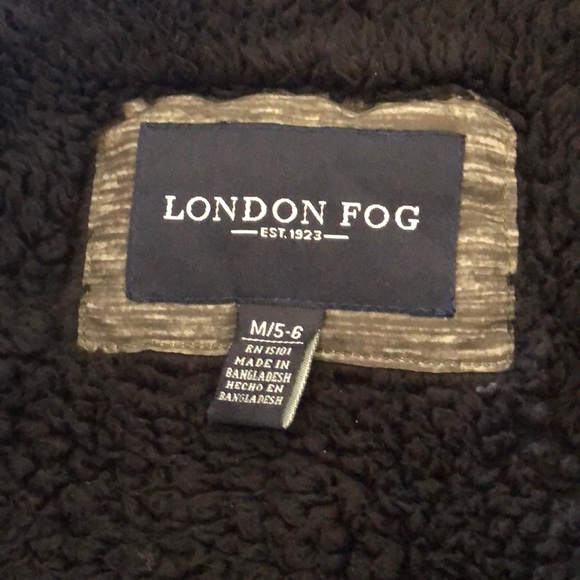 LONDON FOG
EST.1923
M/5-6
RN 15101
MADE IN
BANGLADESH
HECHO EN
BANGLADESH